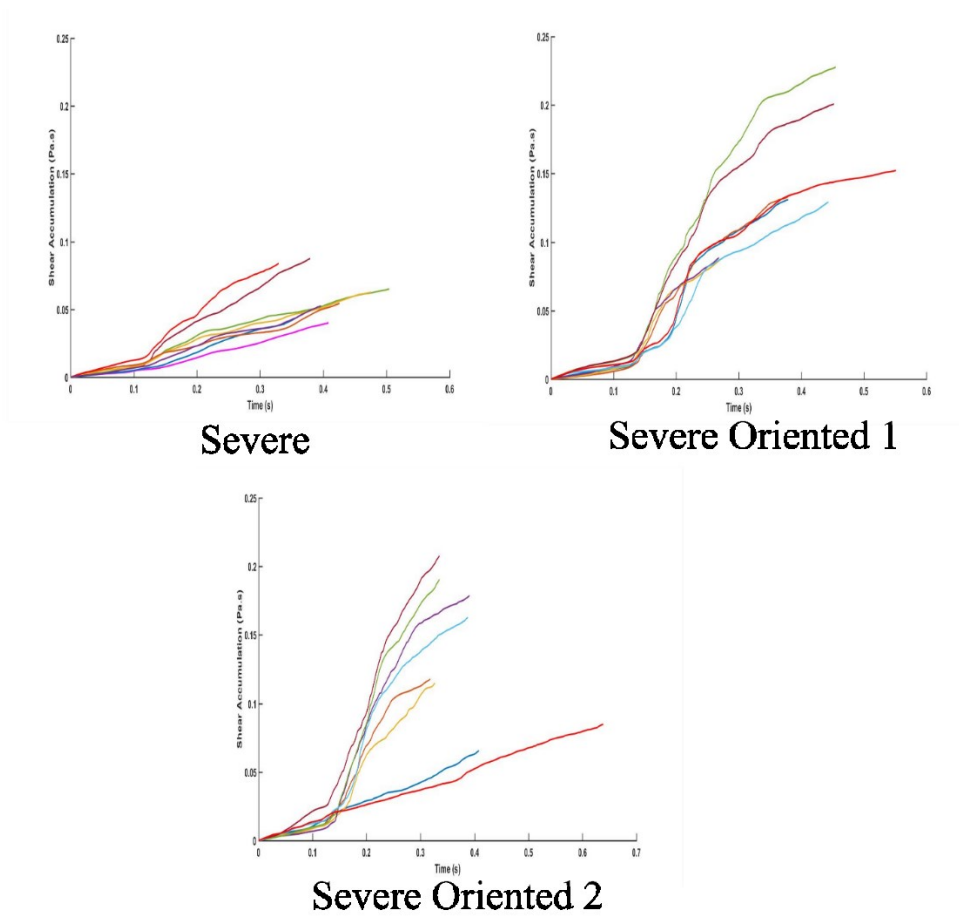 0.25
0.2
0.15
0.1
0.05
0
Shear Accumulation (Pa.s)
0 0.1 0.2 0.3 0.4 0.5 0.6
Time (s)
Severe
0.25
0.2
0.15
0.1
0.05
0
Shear Accumulation (Pa.s)
0 0.1 0.2 0.3 0.4 0.5 0.6
Time (s)
Severe Oriented 1
0.25
0.2
0.15
0.1
0.05
0
Shear Accumulation (Pa.s)
0 0.1 0.2 0.3 0.4 0.5 0.6 0.7
Time (s)
Severe Oriented 2